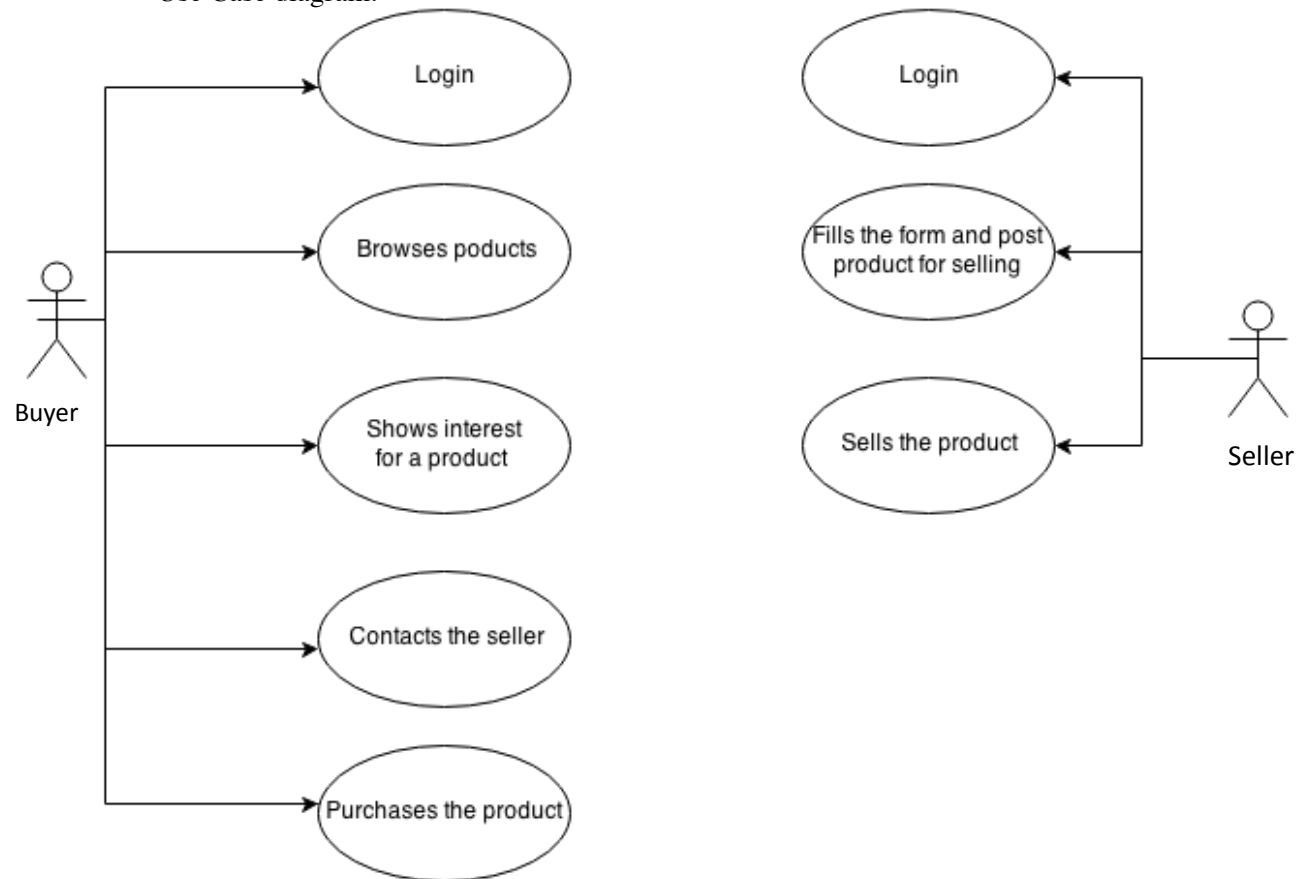 Use Case diagram:
Login
Browses poducts
Shows interest
for a product
Contacts the seller
Purchases the product
Buyer
Login
Fills the form and post
product for selling
Sells the product
Seller